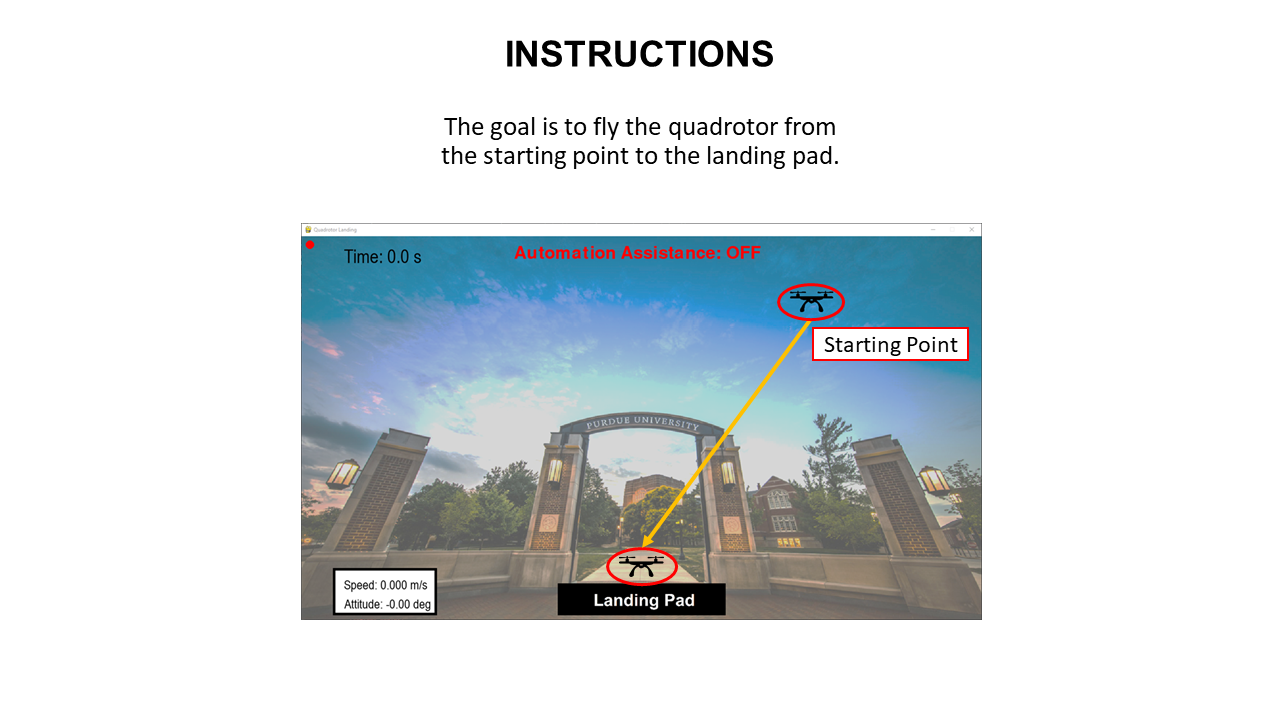 INSTRUCTIONS
The goal is to fly the quadrotor from
the starting point to the landing pad.
Quadrotor Landing
Time: 0.0 s
Automation Assistance: OFF
Starting Point
PURDUE UNIVERSITY
Speed: 0.000 m/s
Attitude: -0.00 deg
Landing Pad